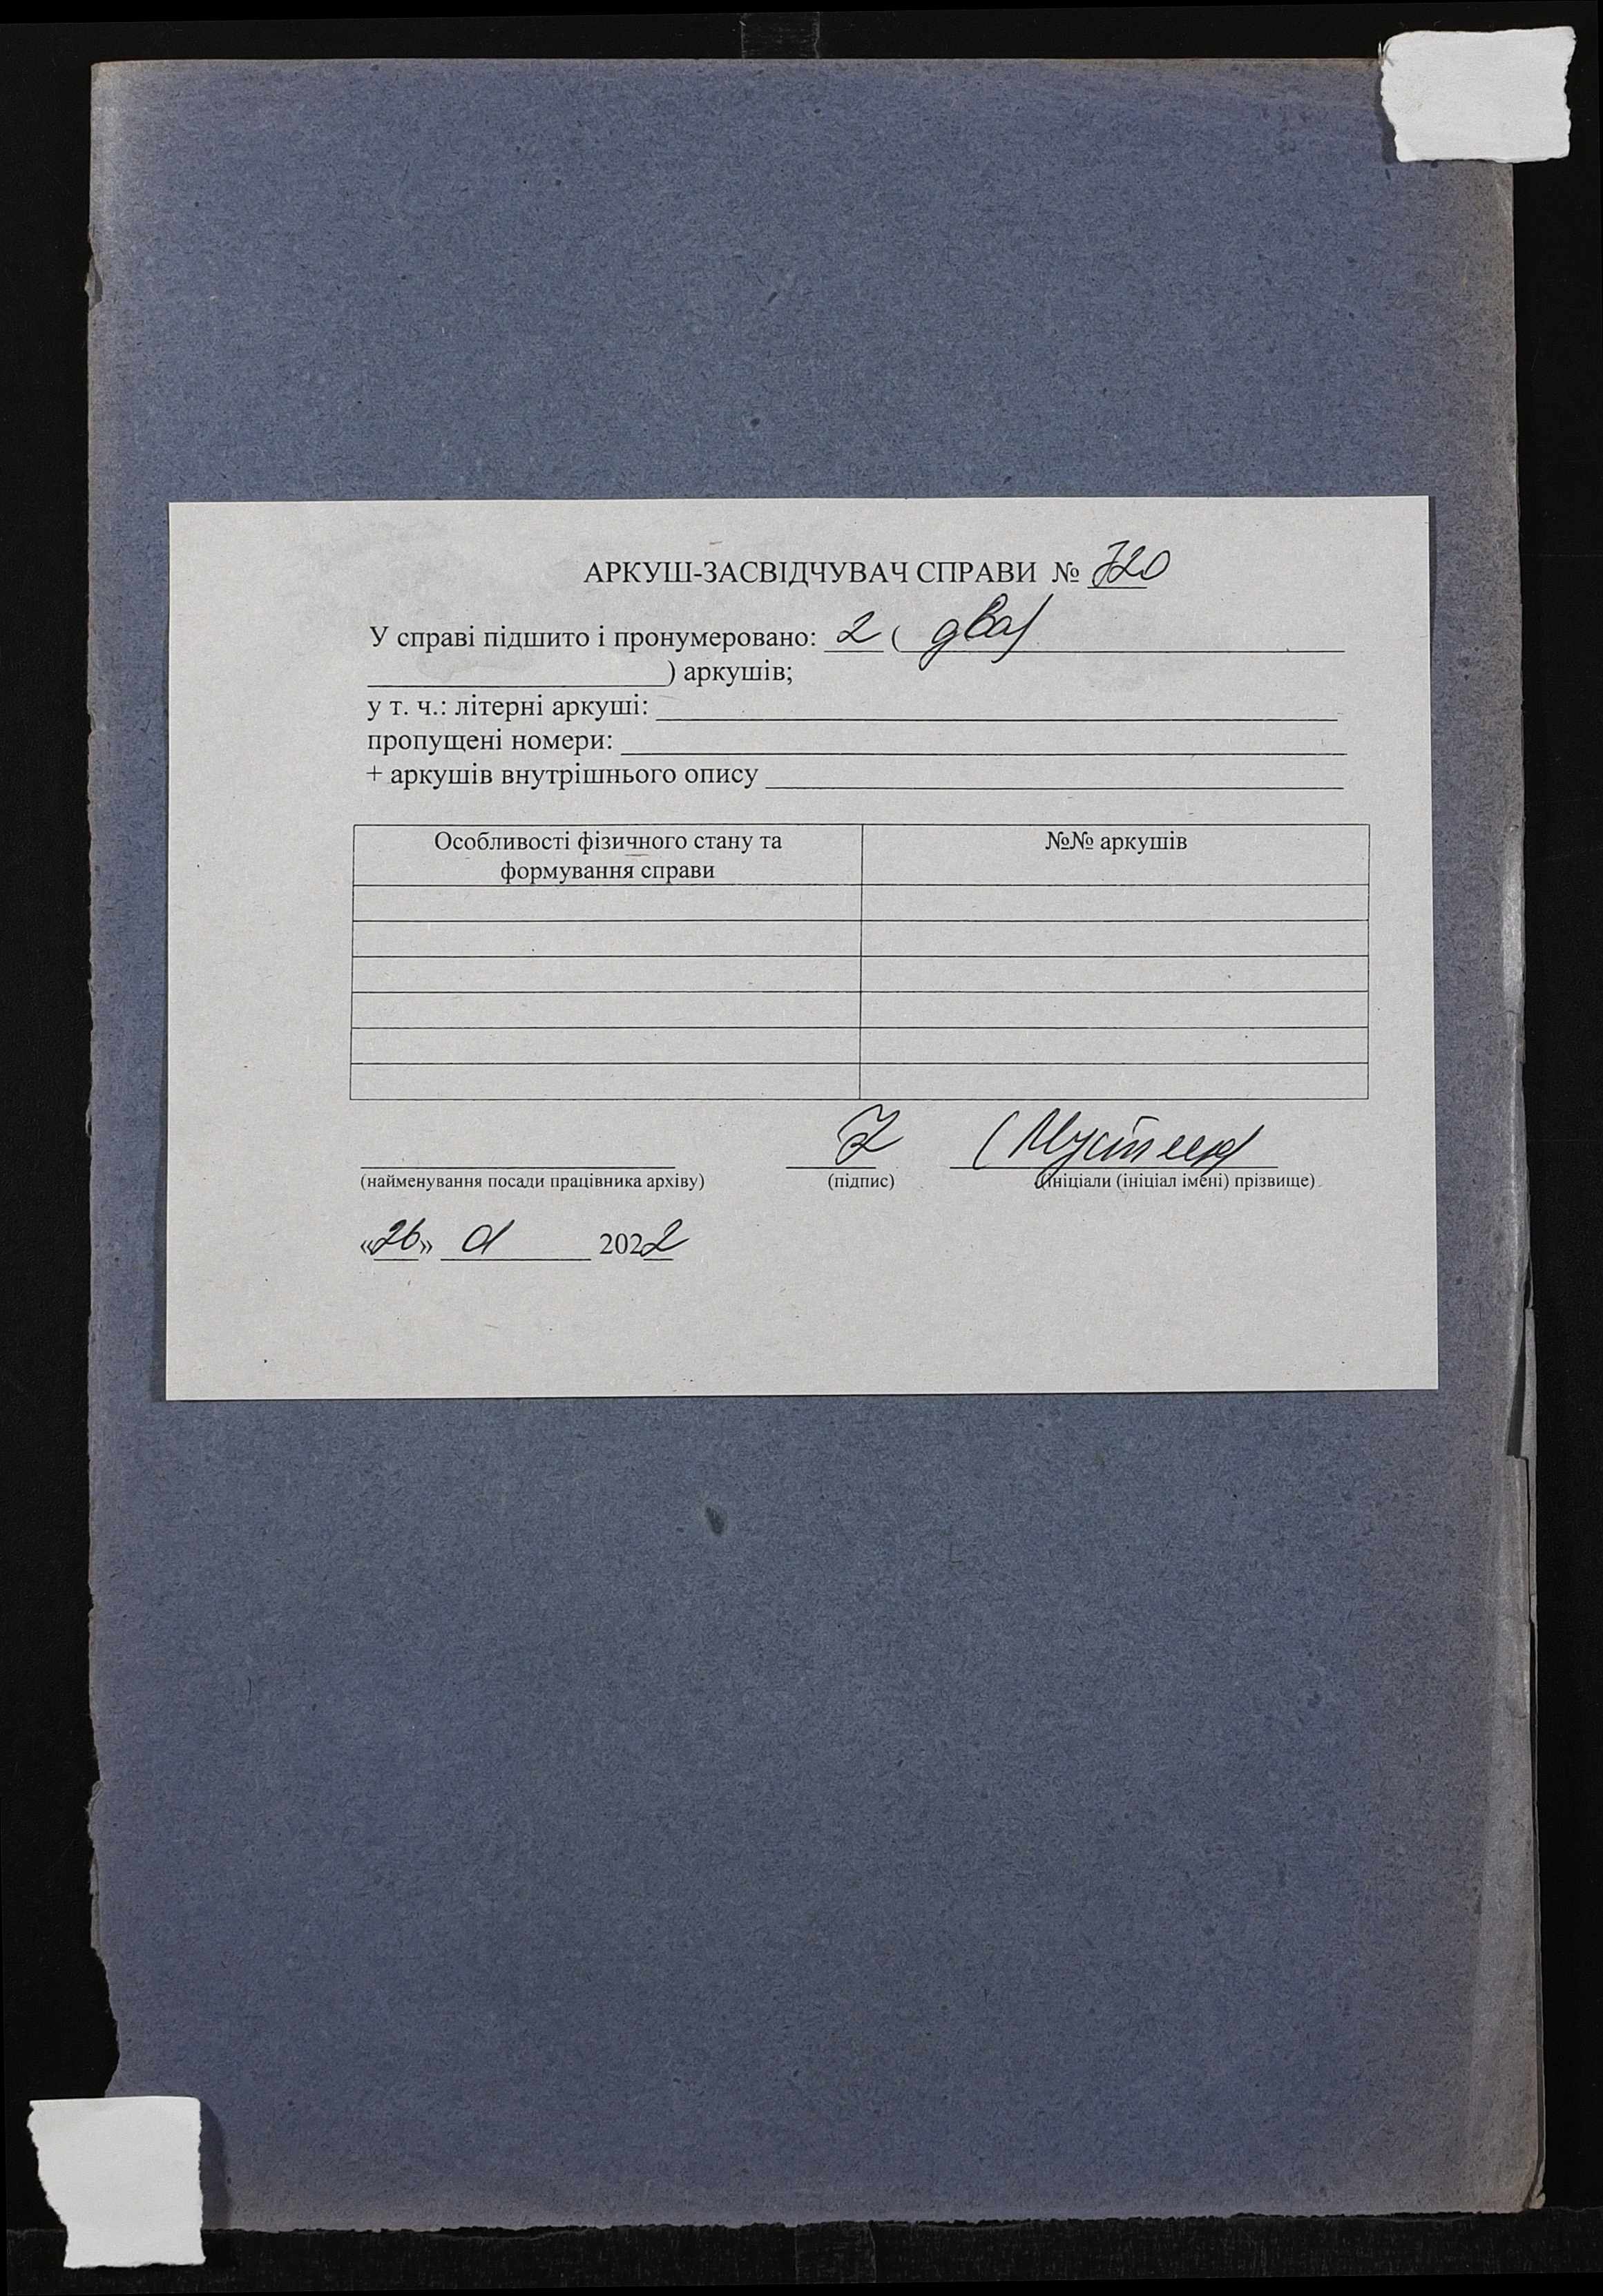 АРКУШ-ЗАСВІДЧУВАЧ СПРАВИ № 720
У справі підшито і пронумеровано: 2 ( два)
) аркушів;
у т. ч.: літерні аркуші:
пропущені номери:
+ аркушів внутрішнього опису
Особливості фізичного стану та
формування справи
№№ аркушів
(найменування посади працівника архіву)
(підпис)
(ініціали (ініціал імені) прізвище)
«26» 2022